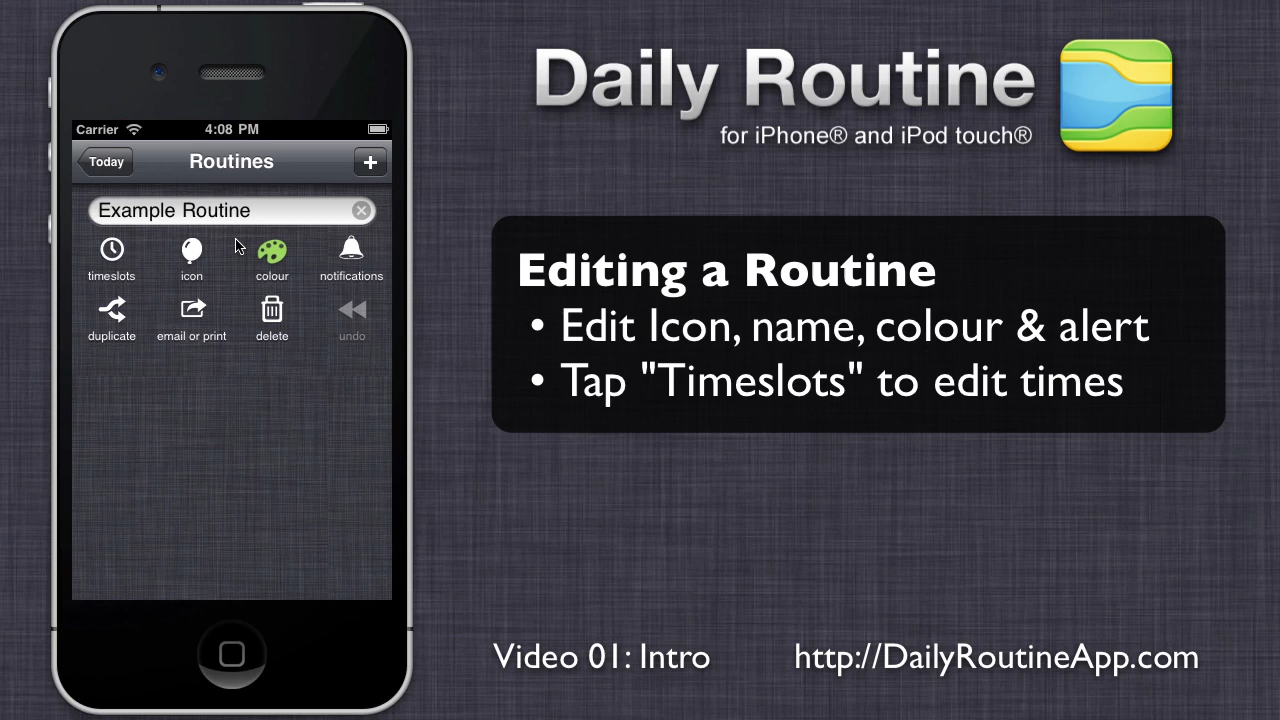 Daily Routine
for iPhone® and iPod touch®
Carrier 4:08 PM
Today Routines +
Example Routine
timeslots icon colour notifications
duplicate email or print delete undo
Editing a Routine
• Edit Icon, name, colour & alert
• Tap "Timeslots" to edit times
Video 01: Intro http://DailyRoutineApp.com